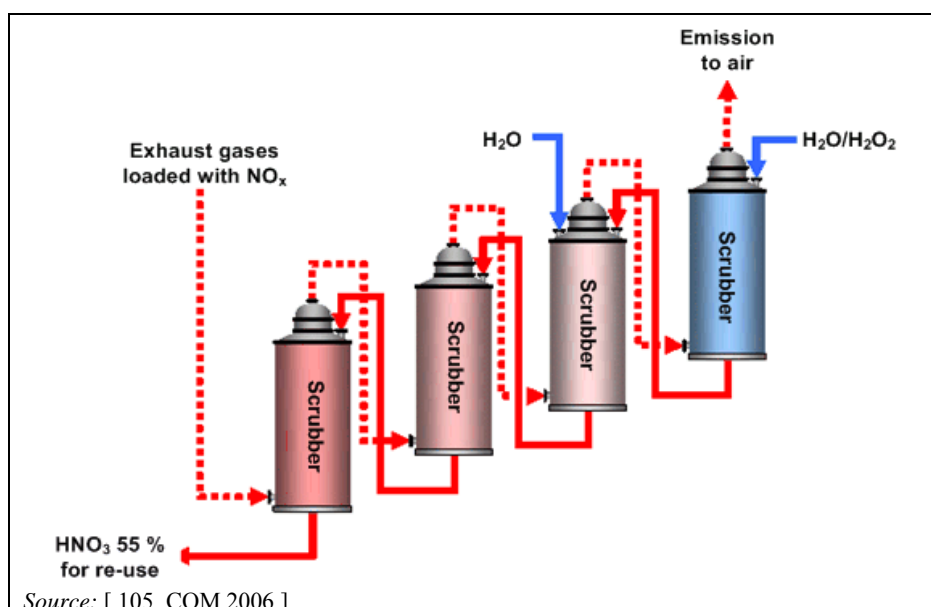 Emission
to air
Exhaust gases
loaded with NOₓ
H₂O
H₂O/H₂O₂
Scrubber
Scrubber
Scrubber
Scrubber
HNO₃ 55 %
for re-use
Source: [ 105, COM 2006 ]